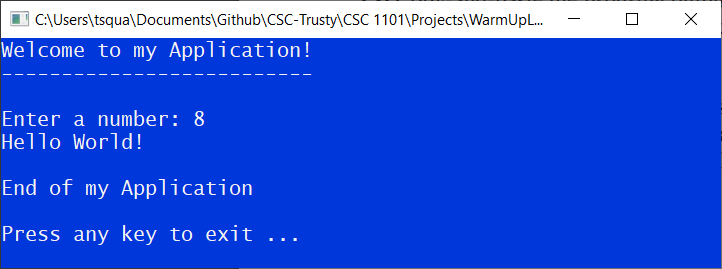 C:\Users\tsqua\Documents\Github\CSC-Trusty\CSC 1101\Projects\WarmUpL...
Welcome to my Application!
--------------------------
Enter a number: 8
Hello World!
End of my Application
Press any key to exit ...